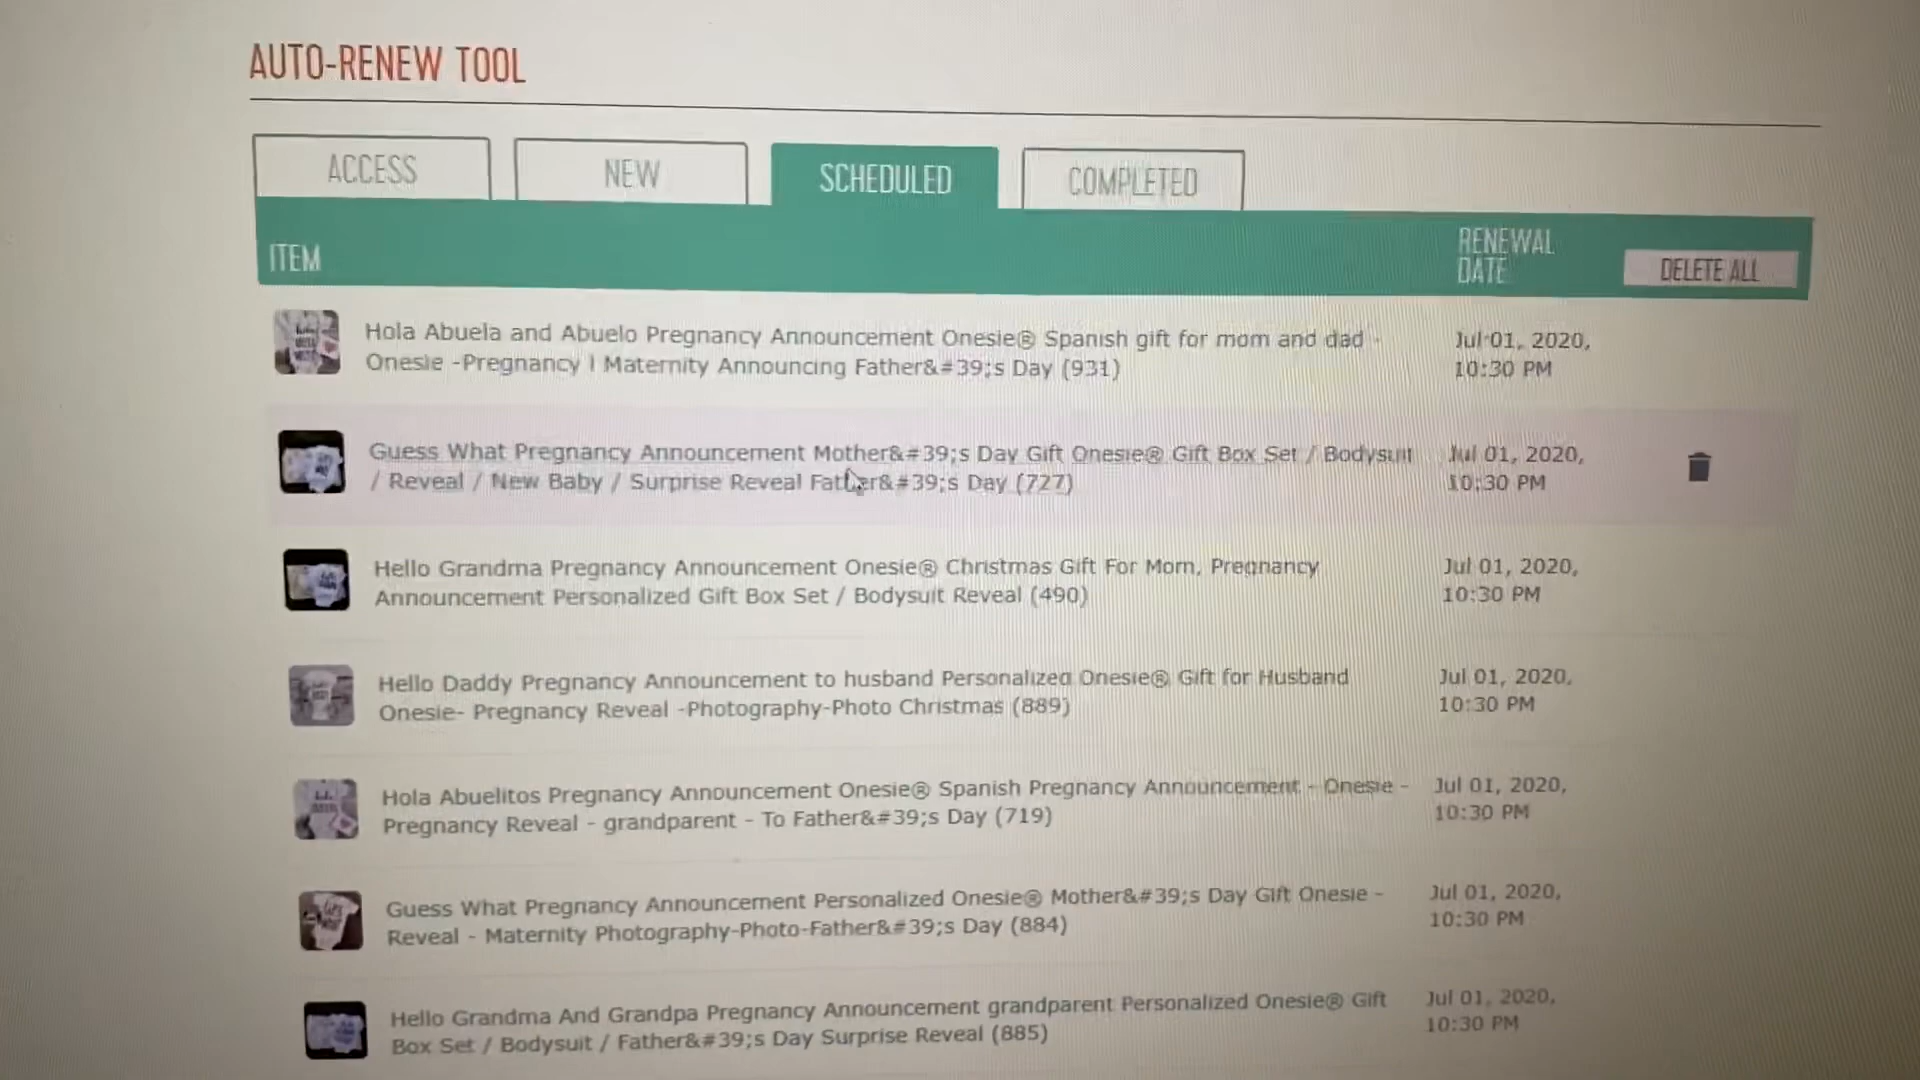 AUTO-RENEW TOOL
ACCESS
NEW
SCHEDULED
COMPLETED
ITEM
RENEWAL
DATE
DELETE ALL
Hola Abuela and Abuelo Pregnancy Announcement Onesie® Spanish gift for mom and dad -
Onesie -Pregnancy l Maternity Announcing Father&#39;s Day (931)
Jul 01, 2020,
10:30 PM
Guess What Pregnancy Announcement Mother&#39;s Day Gift Onesie® Gift Box Set / Bodysuit
/ Reveal / New Baby / Surprise Reveal Father&#39;s Day (727)
Jul 01, 2020,
10:30 PM
Hello Grandma Pregnancy Announcement Onesie® Christmas Gift For Mom, Pregnancy
Announcement Personalized Gift Box Set / Bodysuit Reveal (490)
Jul 01, 2020,
10:30 PM
Hello Daddy Pregnancy Announcement to husband Personalized Onesie® Gift for Husband
Onesie- Pregnancy Reveal -Photography-Photo Christmas (889)
Jul 01, 2020,
10:30 PM
Hola Abuelitos Pregnancy Announcement Onesie® Spanish Pregnancy Announcement - Onesie -
Pregnancy Reveal - grandparent - To Father&#39;s Day (719)
Jul 01, 2020,
10:30 PM
Guess What Pregnancy Announcement Personalized Onesie® Mother&#39;s Day Gift Onesie -
Reveal - Maternity Photography-Photo-Father&#39;s Day (884)
Jul 01, 2020,
10:30 PM
Hello Grandma And Grandpa Pregnancy Announcement grandparent Personalized Onesie® Gift
Box Set / Bodysuit / Father&#39;s Day Surprise Reveal (885)
Jul 01, 2020,
10:30 PM